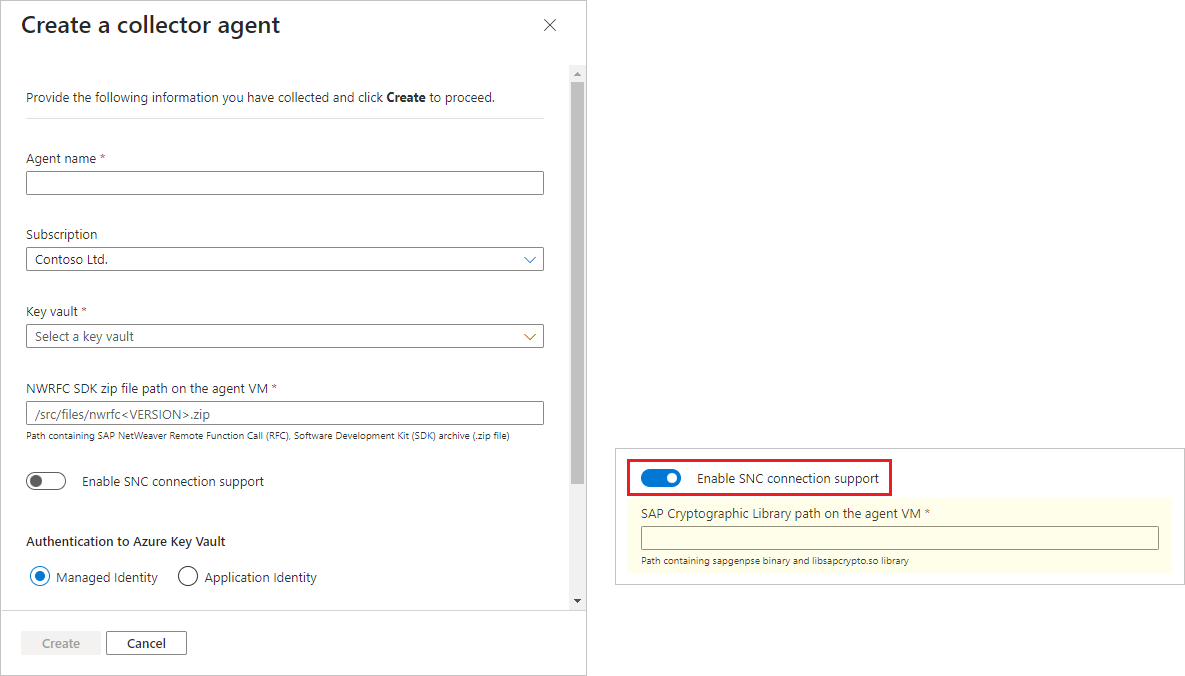 Create a collector agent
Provide the following information you have collected and click Create to proceed.
Agent name *
Subscription
Contoso Ltd.
Key vault *
Select a key vault
NWRFC SDK zip file path on the agent VM *
/src/files/nwrfc<VERSION>.zip
Path containing SAP NetWeaver Remote Function Call (RFC), Software Development Kit (SDK) archive (.zip file)
Enable SNC connection support
Authentication to Azure Key Vault
Managed Identity Application Identity
Create Cancel
Enable SNC connection support
SAP Cryptographic Library path on the agent VM *
Path containing sapgenpse binary and libsapcrypto.so library